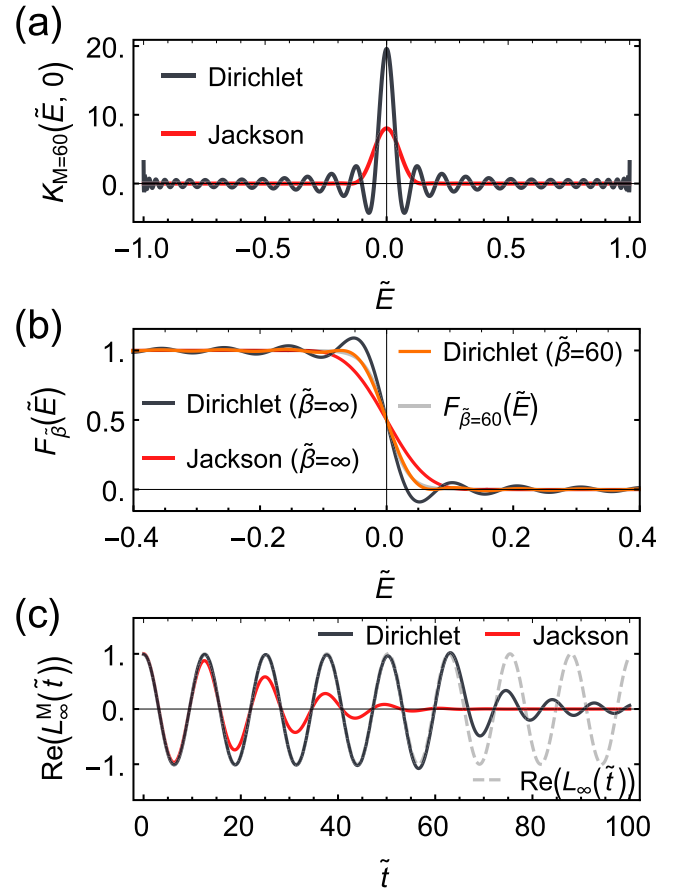 (a)
K_{M=60}(Ẽ, 0)
20.
10.
0.
Dirichlet
Jackson
−1.0 −0.5 0.0 0.5 1.0
Ẽ
(b)
F_β̃(Ẽ)
1.
0.5
0.
Dirichlet (β̃=∞)
Jackson (β̃=∞)
Dirichlet (β̃=60)
F_{β̃=60}(Ẽ)
−0.4 −0.2 0.0 0.2 0.4
Ẽ
(c)
Re(L_∞^M(t̃))
1.
0.
−1.
Dirichlet Jackson
Re(L_∞(t̃))
0 20 40 60 80 100
t̃